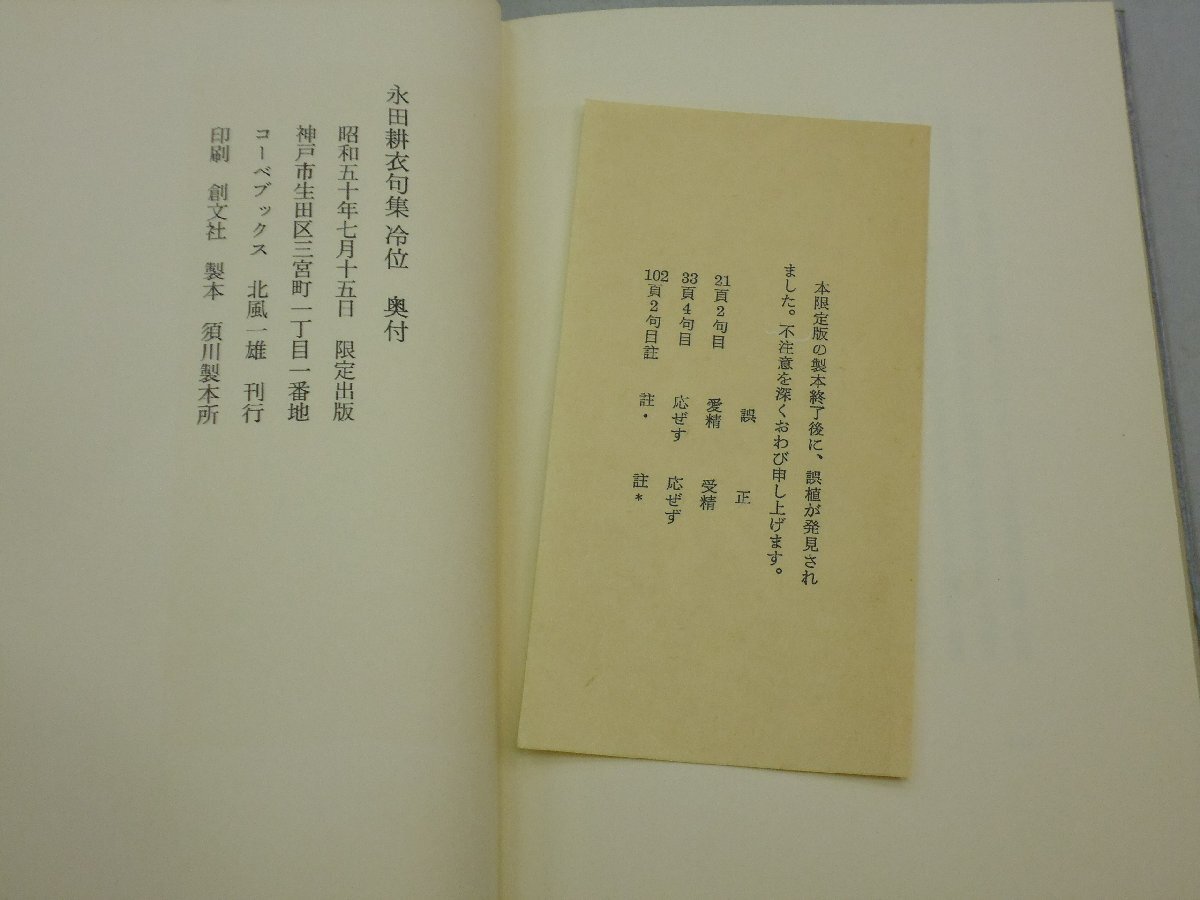 本限定版の製本終了後に、誤植が発見され
ました。不注意を深くおわび申し上げます。
誤 正
21頁2句目 愛精 受精
33頁4句目 応ぜす 応ぜず
102頁2句目註 註・ 註*
永田耕衣句集 冷位 奥付
昭和五十年七月十五日 限定出版
神戸市生田区三宮町一丁目一番地
コーベブックス 北風一雄 刊行
印刷 創文社 製本 須川製本所